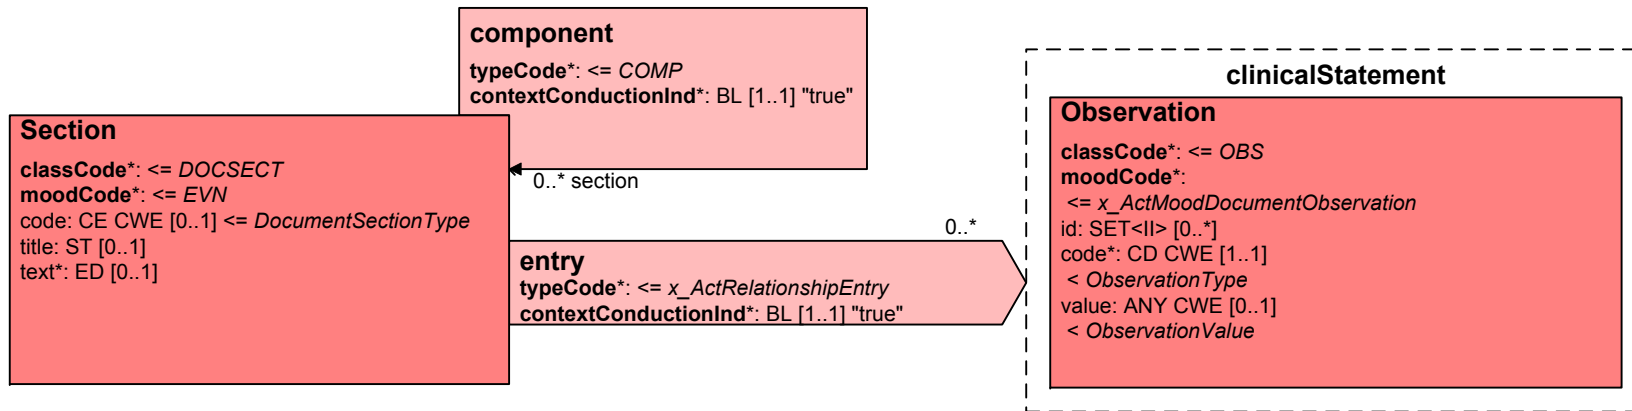 component
typeCode*: <= COMP
contextConductionInd*: BL [1..1] "true"
Section
classCode*: <= DOCSECT
moodCode*: <= EVN
code: CE CWE [0..1] <= DocumentSectionType
title: ST [0..1]
text*: ED [0..1]
0..* section
0..*
entry
typeCode*: <= x_ActRelationshipEntry
contextConductionInd*: BL [1..1] "true"
clinicalStatement
Observation
classCode*: <= OBS
moodCode*:
<= x_ActMoodDocumentObservation
id: SET<II> [0..*]
code*: CD CWE [1..1]
< ObservationType
value: ANY CWE [0..1]
< ObservationValue